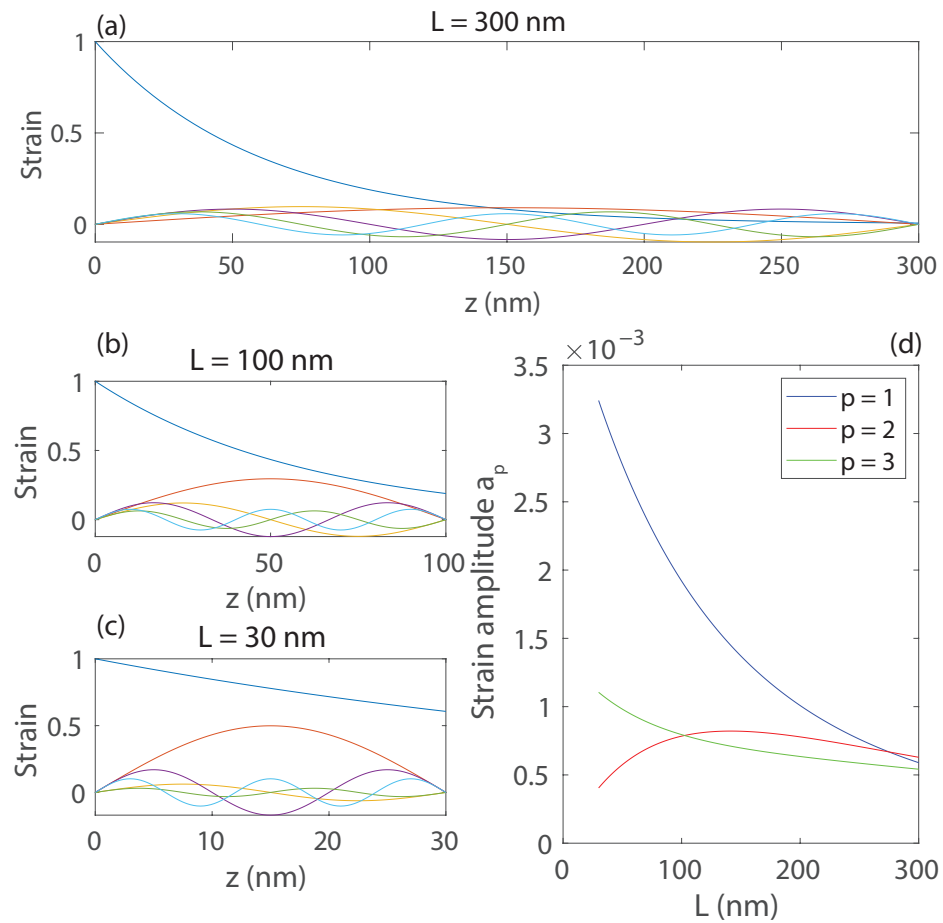 (a)
L = 300 nm
1
0.5
0
Strain
0 50 100 150 200 250 300
z (nm)
(b)
L = 100 nm
1
0.5
0
Strain
0 50 100
z (nm)
(c)
L = 30 nm
1
0.5
0
Strain
0 10 20 30
z (nm)
(d)
×10⁻³
3.5
3
2.5
2
1.5
1
0.5
0
Strain amplitude aₚ
p = 1
p = 2
p = 3
0 100 200 300
L (nm)